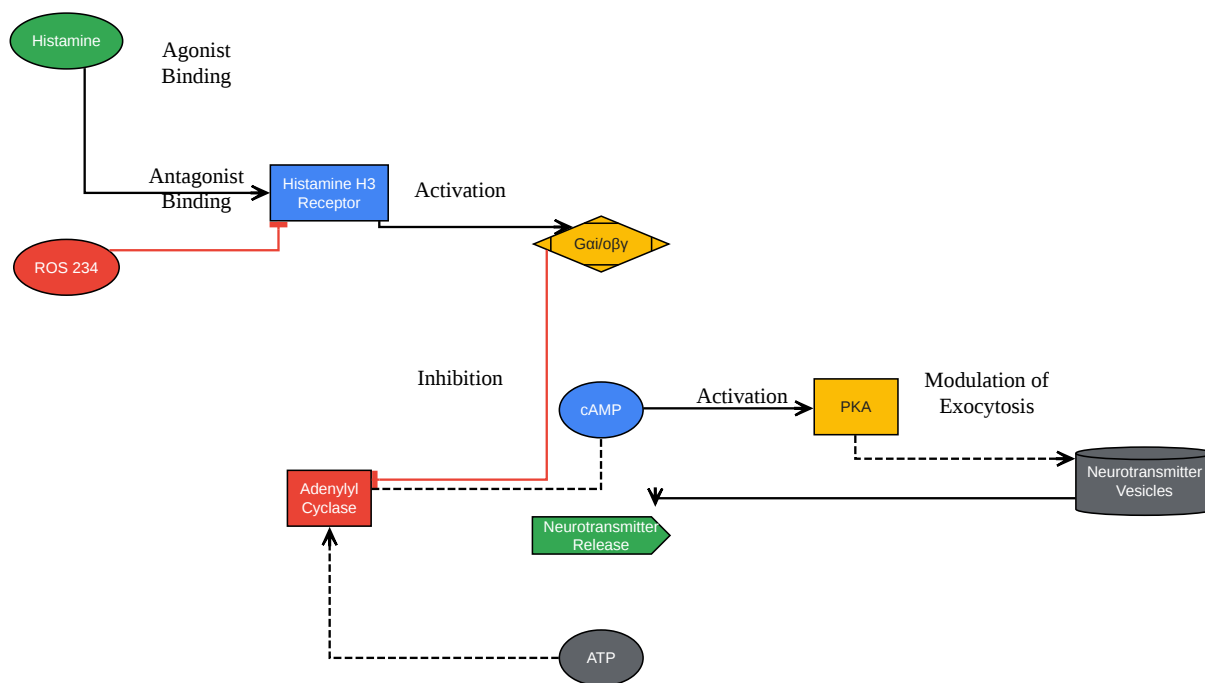 Histamine
Agonist
Binding
Antagonist
Binding
Histamine H3
Receptor
Activation
Gαi/oβγ
ROS 234
Inhibition
cAMP
Activation
PKA
Modulation of
Exocytosis
Adenylyl
Cyclase
Neurotransmitter
Vesicles
Neurotransmitter
Release
ATP